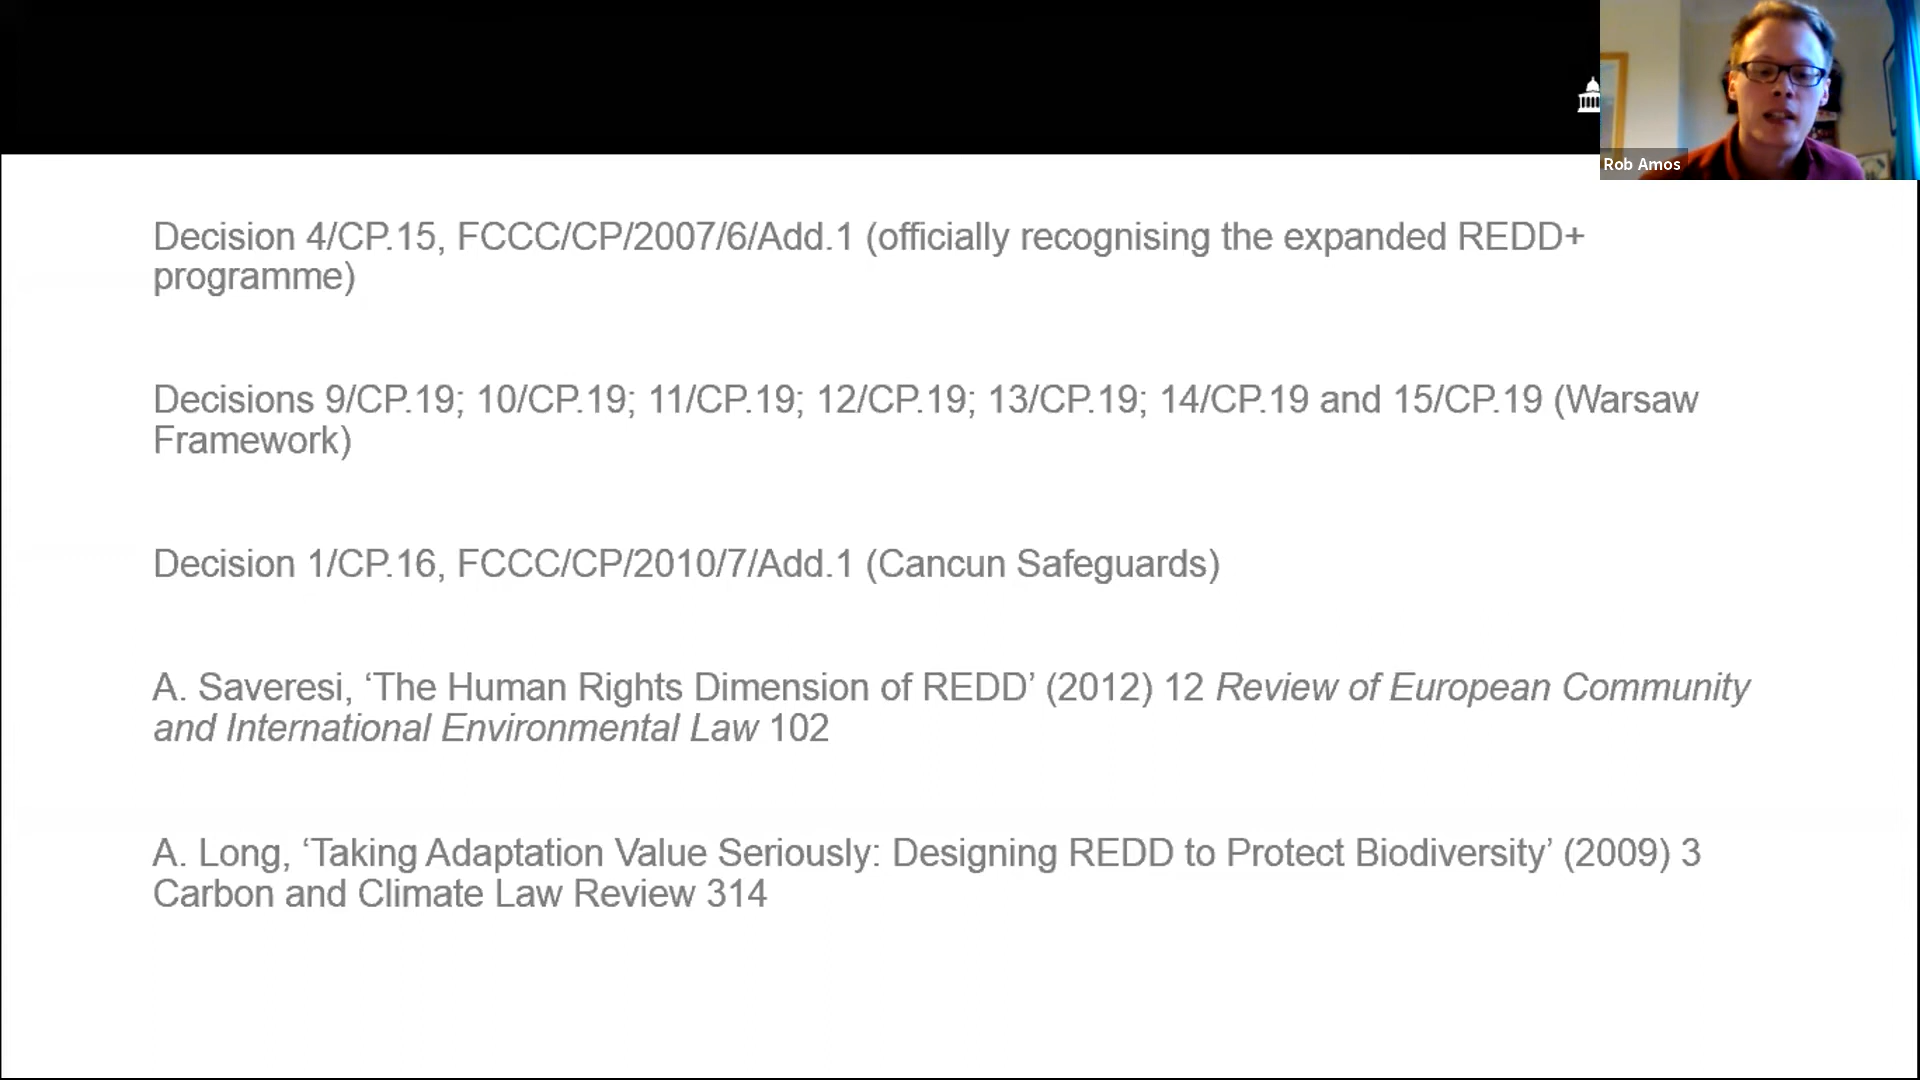 Rob Amos
Decision 4/CP.15, FCCC/CP/2007/6/Add.1 (officially recognising the expanded REDD+
programme)
Decisions 9/CP.19; 10/CP.19; 11/CP.19; 12/CP.19; 13/CP.19; 14/CP.19 and 15/CP.19 (Warsaw
Framework)
Decision 1/CP.16, FCCC/CP/2010/7/Add.1 (Cancun Safeguards)
A. Saveresi, ‘The Human Rights Dimension of REDD’ (2012) 12 Review of European Community
and International Environmental Law 102
A. Long, ‘Taking Adaptation Value Seriously: Designing REDD to Protect Biodiversity’ (2009) 3
Carbon and Climate Law Review 314